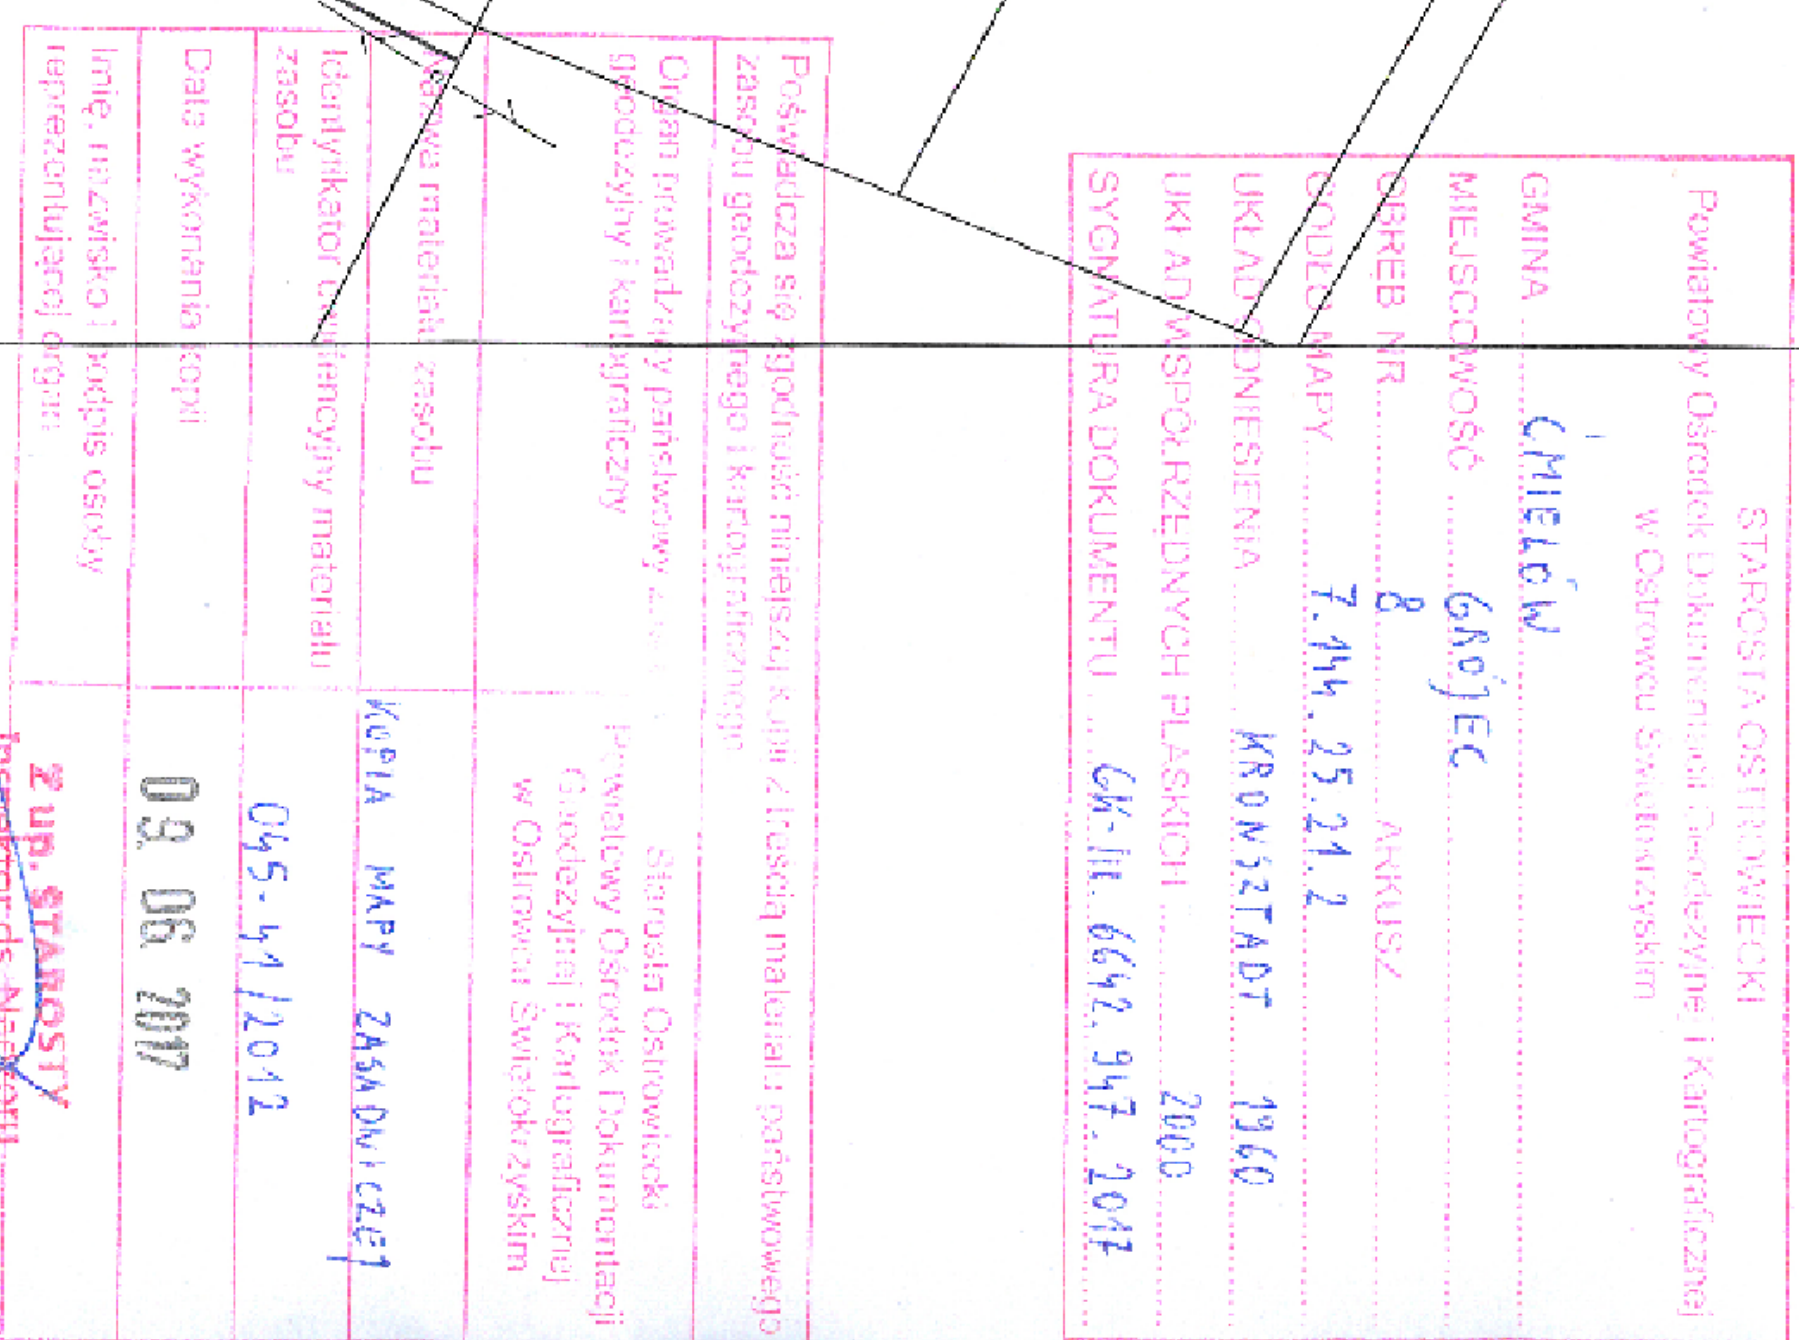 STAROSTA OSTROWIECKI
Powiatowy Ośrodek Dokumentacji Geodezyjnej i Kartograficznej
w Ostrowcu Świętokrzyskim
GMINA ĆMIELÓW
MIEJSCOWOŚĆ GROJEC
OBRĘB NR 8 ARKUSZ
GODŁO MAPY 7.144.25.21.2
UKŁAD ODNIESIENIA KRONSZTADT 1960
UKŁAD WSPÓŁRZĘDNYCH PŁASKICH 2000
SYGNATURA DOKUMENTU GK-III.6642.947.2017
Poświadcza się zgodność niniejszej kopii z treścią materiału państwowego
zasobu geodezyjnego i kartograficznego
Organ prowadzący państwowy
geodezyjny i kartograficzny
Starosta Ostrowiecki
Powiatowy Ośrodek Dokumentacji
Geodezyjnej i Kartograficznej
w Ostrowcu Świętokrzyskim
Nazwa materiału zasobu
KOPIA MAPY ZASADNICZEJ
Identyfikator ewidencyjny materiału
zasobu
045-41/2012
Data wykonania kopii
09. 06. 2017
Imię, nazwisko i podpis osoby
reprezentującej organ
z up. STAROSTY